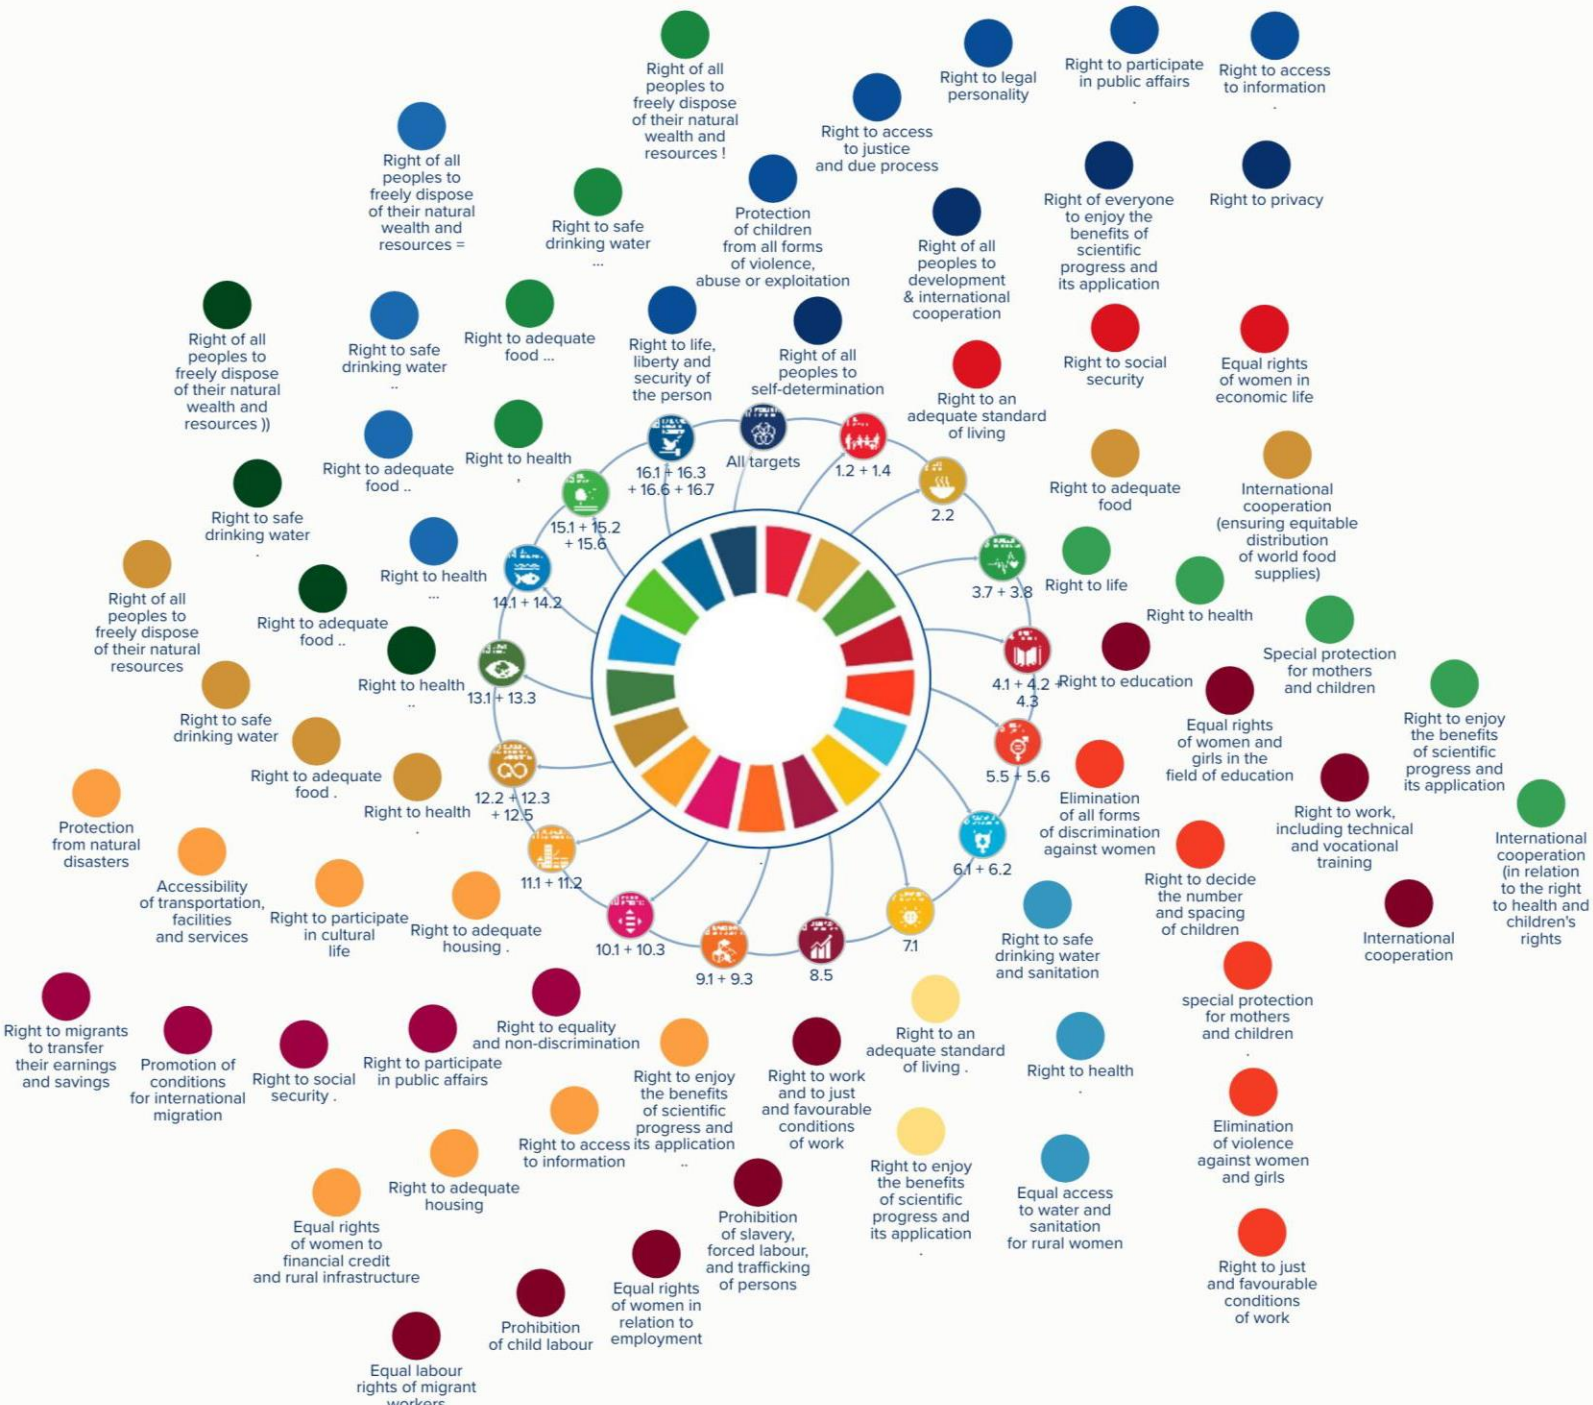 Right of all
peoples to
freely dispose
of their natural
wealth and
resources !
Right to legal
personality
Right to participate
in public affairs
.
Right to access
to information
.
Right of all
peoples to
freely dispose
of their natural
wealth and
resources =
Right to access
to justice
and due process
Right to safe
drinking water
...
Protection
of children
from all forms
of violence,
abuse or exploitation
Right of all
peoples to
development
& international
cooperation
Right of everyone
to enjoy the
benefits of
scientific
progress and
its application
Right to privacy
Right of all
peoples to
freely dispose
of their natural
wealth and
resources ))
Right to safe
drinking water
..
Right to adequate
food ...
Right to life,
liberty and
security of
the person
Right of all
peoples to
self-determination
Right to an
adequate standard
of living
Right to social
security
Equal rights
of women in
economic life
Right to adequate
food ..
Right to health
,
16.1 + 16.3
+ 16.6 + 16.7
All targets
1.2 + 1.4
2.2
Right to adequate
food
International
cooperation
(ensuring equitable
distribution
of world food
supplies)
Right to safe
drinking water
.
15.1 + 15.2
+ 15.6
Right to health
...
14.1 + 14.2
3.7 + 3.8
Right to life
Right to health
Right of all
peoples to
freely dispose
of their natural
resources
Right to adequate
food ..
Right to health
..
13.1 + 13.3
4.1 + 4.2 +
4.3
Right to education
Special protection
for mothers
and children
Right to safe
drinking water
Right to adequate
food .
Right to health
.
12.2 + 12.3
+ 12.5
5.5 + 5.6
Equal rights
of women and
girls in the
field of education
Right to enjoy
the benefits
of scientific
progress and
its application
Elimination
of all forms
of discrimination
against women
Right to work,
including technical
and vocational
training
International
cooperation
(in relation
to the right
to health and
children's
rights
Protection
from natural
disasters
Accessibility
of transportation,
facilities
and services
Right to participate
in cultural
life
Right to adequate
housing .
11.1 + 11.2
.
6.1 + 6.2
Right to decide
the number
and spacing
of children
International
cooperation
10.1 + 10.3
9.1 + 9.3
8.5
7.1
Right to safe
drinking water
and sanitation
special protection
for mothers
and children
.
Right to migrants
to transfer
their earnings
and savings
Promotion of
conditions
for international
migration
Right to social
security .
Right to participate
in public affairs
Right to equality
and non-discrimination
Right to enjoy
the benefits
of scientific
progress and
its application
..
Right to work
and to just
and favourable
conditions
of work
Right to an
adequate standard
of living .
Right to health
.
Elimination
of violence
against women
and girls
Right to access
to information
Right to adequate
housing
Equal rights
of women to
financial credit
and rural infrastructure
Right to enjoy
the benefits
of scientific
progress and
its application
.
Equal access
to water and
sanitation
for rural women
Prohibition
of slavery,
forced labour,
and trafficking
of persons
Equal rights
of women in
relation to
employment
Prohibition
of child labour
Equal labour
rights of migrant
workers
Right to just
and favourable
conditions
of work